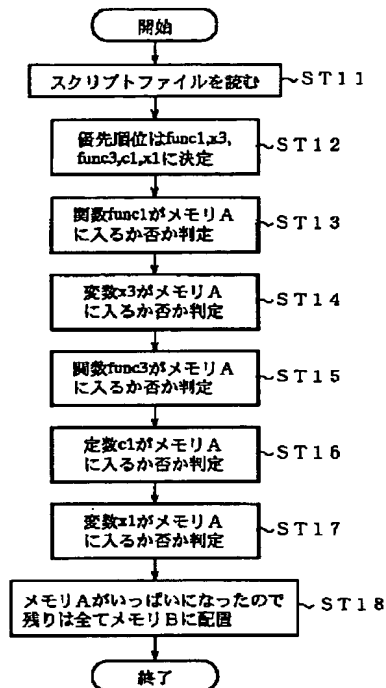 開始
スクリプトファイルを読む
~ST11
優先順位はfunc1,x3,
func3,c1,x1に決定
~ST12
関数func1がメモリA
に入るか否か判定
~ST13
変数x3がメモリA
に入るか否か判定
~ST14
関数func3がメモリA
に入るか否か判定
~ST15
定数c1がメモリA
に入るか否か判定
~ST16
変数x1がメモリA
に入るか否か判定
~ST17
メモリAがいっぱいになったので
残りは全てメモリBに配置
~ST18
終了